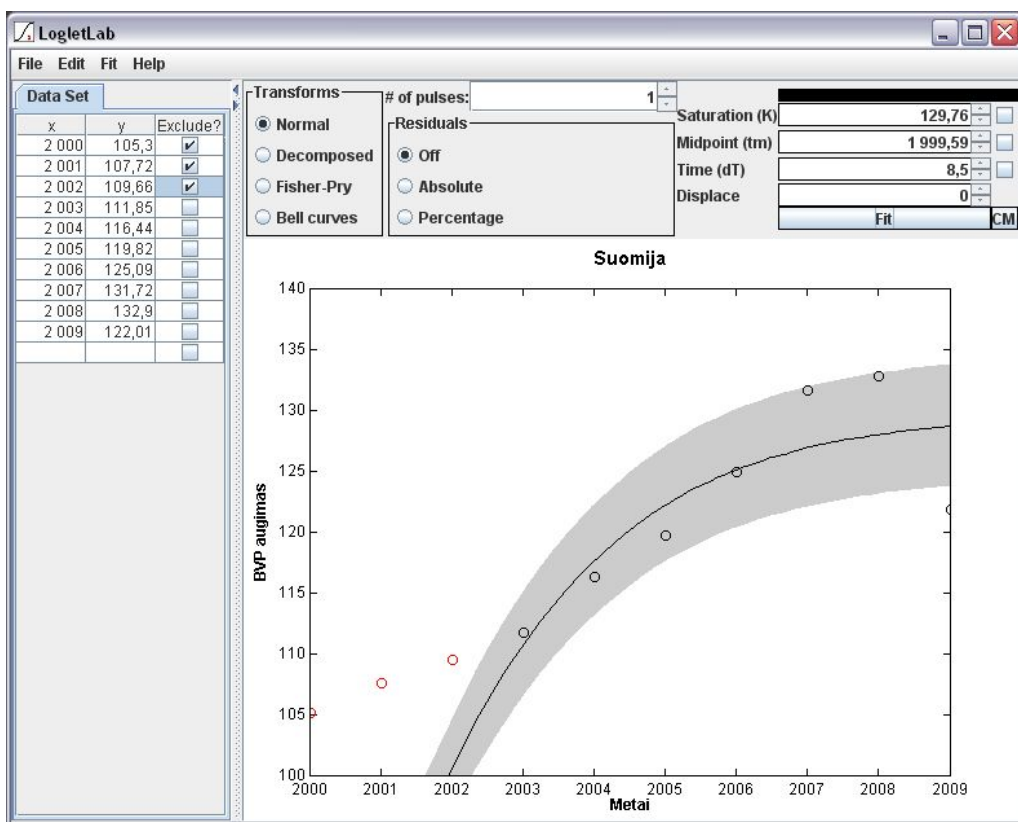 LogletLab
File Edit Fit Help
Data Set
x y Exclude?
2 000 105,3
2 001 107,72
2 002 109,66
2 003 111,85
2 004 116,44
2 005 119,82
2 006 125,09
2 007 131,72
2 008 132,9
2 009 122,01
Transforms
Normal
Decomposed
Fisher-Pry
Bell curves
# of pulses: 1
Residuals
Off
Absolute
Percentage
Saturation (K) 129,76
Midpoint (tm) 1 999,59
Time (dT) 8,5
Displace 0
Fit CM
Suomija
140
135
130
125
120
115
110
105
100
BVP augimas
2000 2001 2002 2003 2004 2005 2006 2007 2008 2009
Metai